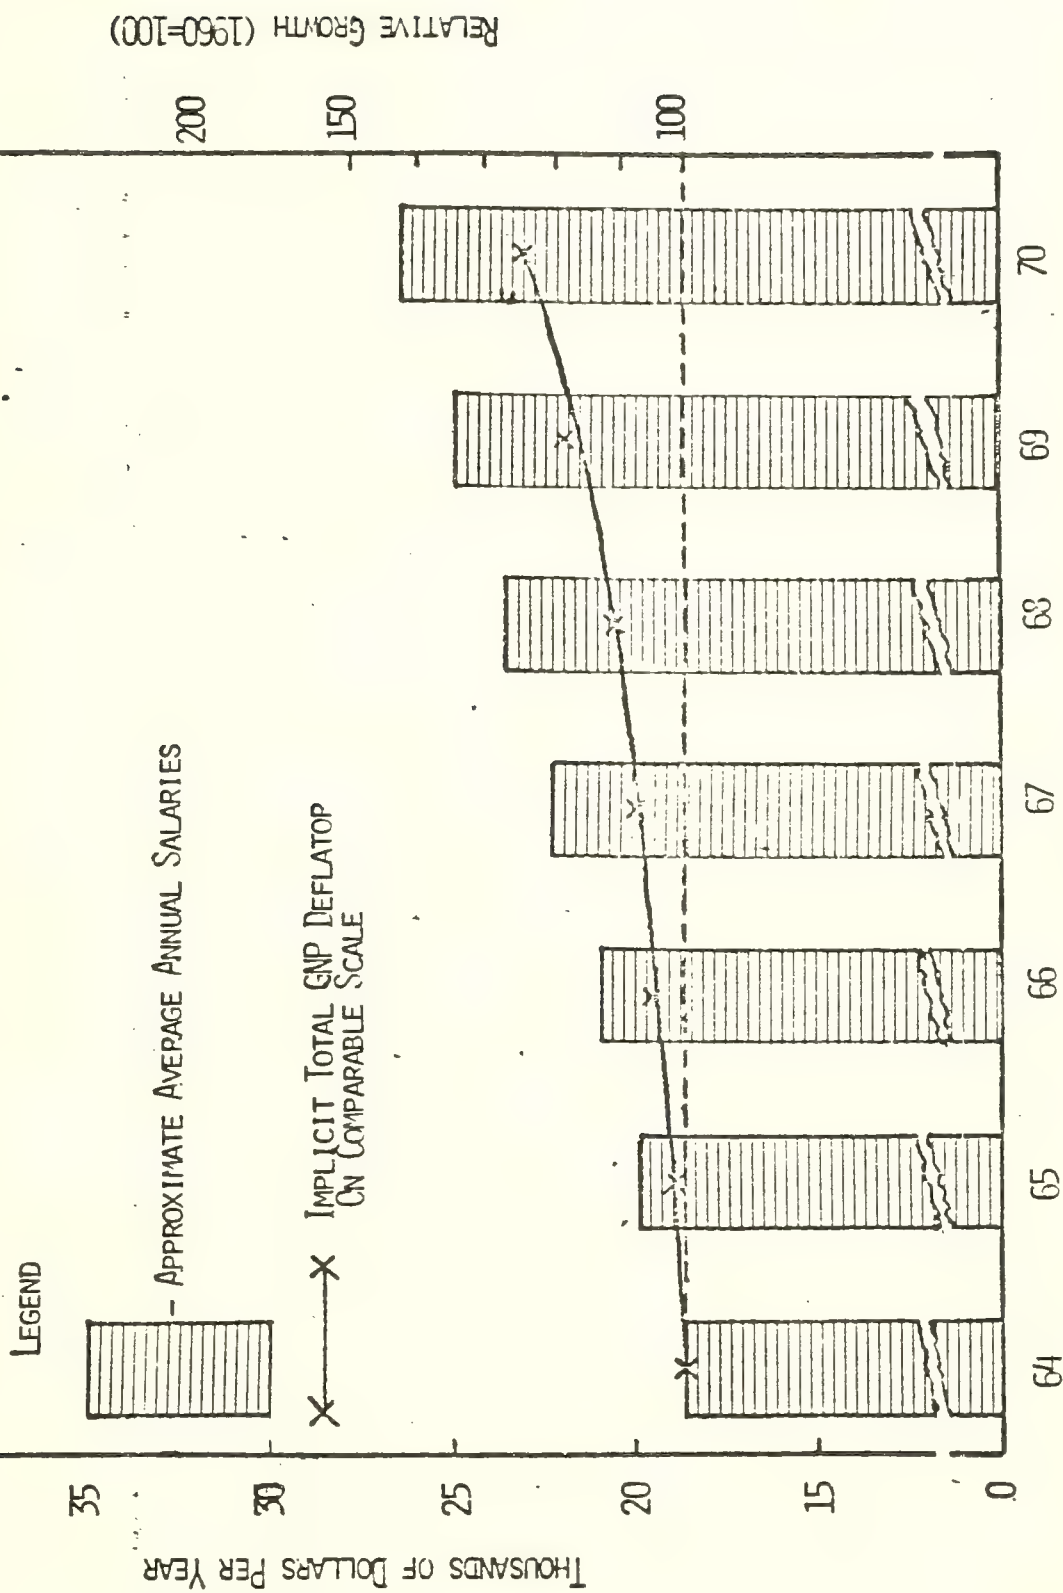 LEGEND
- APPROXIMATE AVERAGE ANNUAL SALARIES
IMPLICIT TOTAL GNP DEFLATOP
ON COMPARABLE SCALE
THOUSANDS OF DOLLARS PER YEAR
35
30
25
20
15
0
RELATIVE GROWTH (1960=100)
200
150
100
64
65
66
67
68
69
70